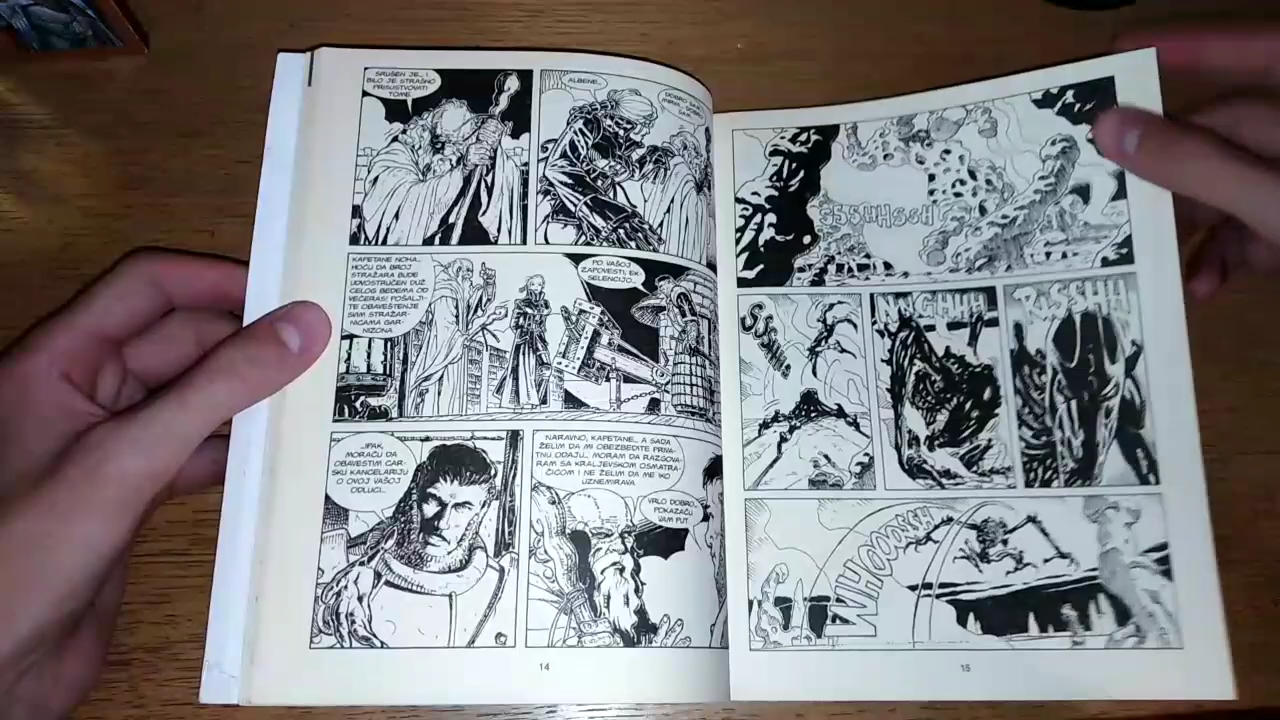 SRUŠEN JE... I
BILO JE STRAŠNO
PRISUSTVOVATI
TOME
ALBENE...
KAPETANE NOHA...
HOĆU DA BROJ
STRAŽARA BUDE
UDVOSTRUČEN DUŽ
CELOG BEDEMA OD
VEČERAS! POŠALJI-
TE OBAVEŠTENJE
SVIM STRAŽAR-
NICAMA GAR-
NIZONA
PO VAŠOJ
ZAPOVESTI, EK-
SELENCIJO...
...IPAK,
MORAĆU DA
OBAVESTIM CAR-
SKU KANCELARIJU
O OVOJ VAŠOJ
ODLUCI...
NARAVNO, KAPETANE... A SADA
ŽELIM DA MI OBEZBEDITE PRIVA-
TNU ODAJU... MORAM DA RAZGOVA-
RAM SA KRALJEVSKOM OSMATRA-
ČICOM I NE ŽELIM DA ME IKO
UZNEMIRAVA
VRLO DOBRO...
POKAZAĆU
VAM PUT
14
SSSHHSSH
SSSHH
NNGHHH
RSSSHH
WHOOOSSHH
15